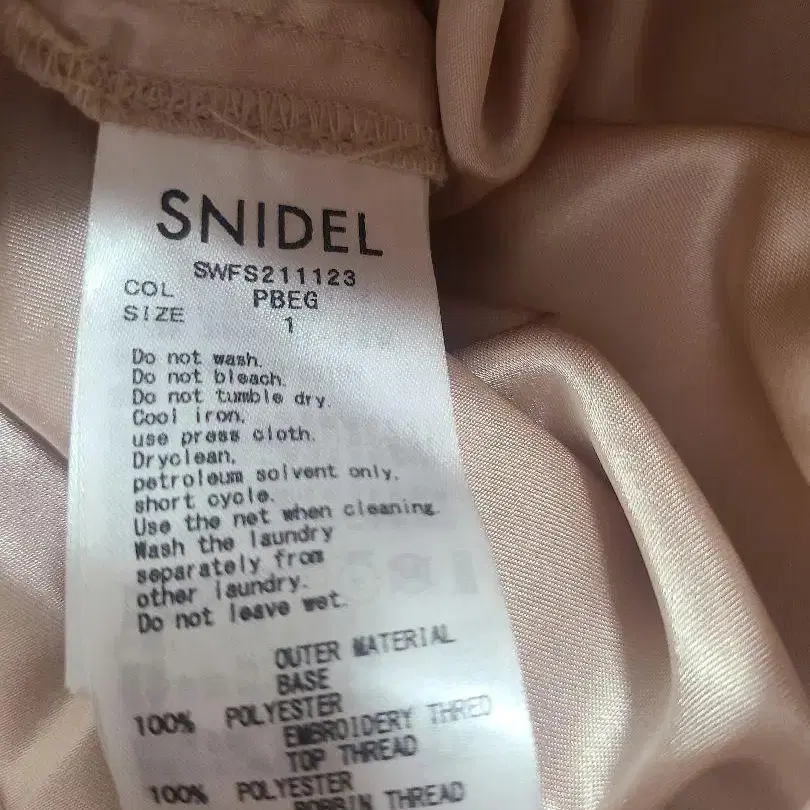 SNIDEL
SWFS211123
COL PBEG
SIZE 1
Do not wash.
Do not bleach.
Do not tumble dry.
Cool iron.
use press cloth.
Dryclean.
petroleum solvent only.
short cycle.
Use the net when cleaning.
Wash the laundry
separately from
other laundry.
Do not leave wet.
OUTER MATERIAL
BASE
100% POLYESTER
EMBROIDERY THRED
TOP THREAD
100% POLYESTER
BOBBIN THREAD